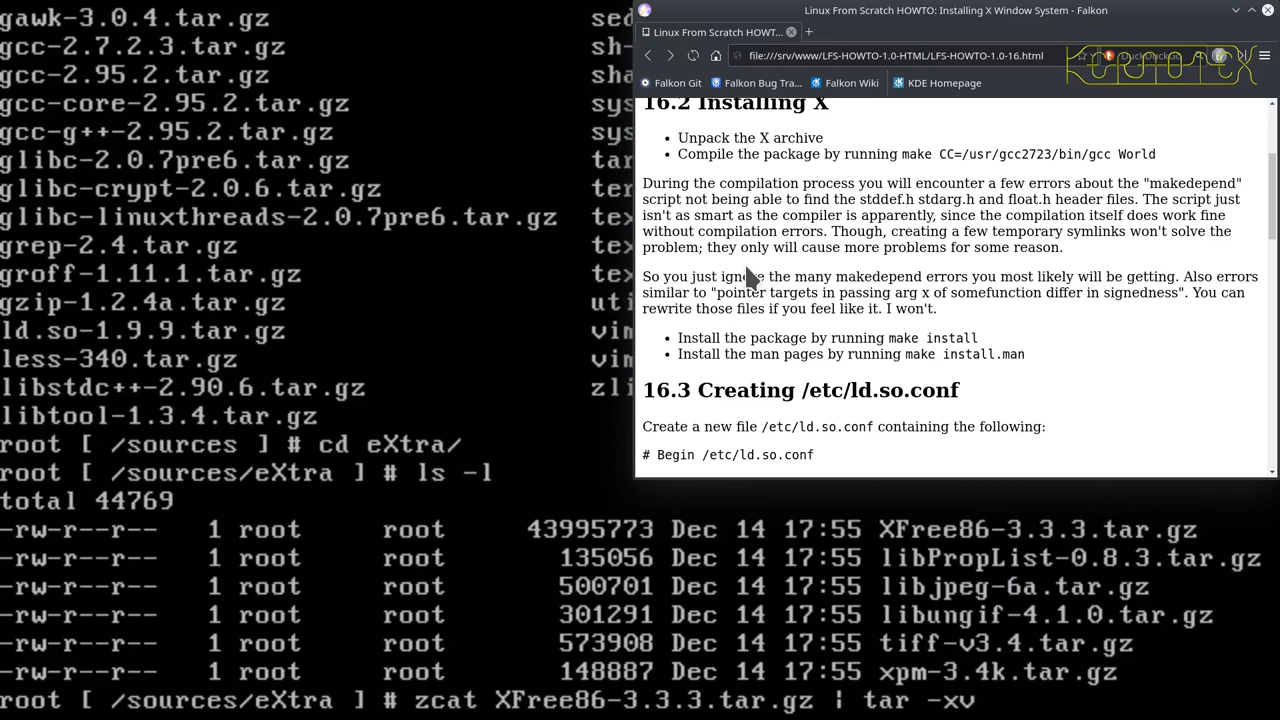 gawk-3.0.4.tar.gz
gcc-2.7.2.3.tar.gz
gcc-2.95.2.tar.gz
gcc-core-2.95.2.tar.gz
gcc-g++-2.95.2.tar.gz
glibc-2.0.7pre6.tar.gz
glibc-crypt-2.0.6.tar.gz
glibc-linuxthreads-2.0.7pre6.tar.gz
grep-2.4.tar.gz
groff-1.11.1.tar.gz
gzip-1.2.4a.tar.gz
ld.so-1.9.9.tar.gz
less-340.tar.gz
libstdc++-2.90.6.tar.gz
libtool-1.3.4.tar.gz
sed
sh-
sha
sys
sys
tar
ter
tex
tex
tex
uti
vim
vim
zli
root [ /sources ] # cd eXtra/
root [ /sources/eXtra ] # ls -l
total 44769
-rw-r--r-- 1 root root 43995773 Dec 14 17:55 XFree86-3.3.3.tar.gz
-rw-r--r-- 1 root root 135056 Dec 14 17:55 libPropList-0.8.3.tar.gz
-rw-r--r-- 1 root root 500701 Dec 14 17:55 libjpeg-6a.tar.gz
-rw-r--r-- 1 root root 301291 Dec 14 17:55 libungif-4.1.0.tar.gz
-rw-r--r-- 1 root root 573908 Dec 14 17:55 tiff-v3.4.tar.gz
-rw-r--r-- 1 root root 148887 Dec 14 17:55 xpm-3.4k.tar.gz
root [ /sources/eXtra ] # zcat XFree86-3.3.3.tar.gz | tar -xv
Linux From Scratch HOWTO: Installing X Window System - Falkon
Linux From Scratch HOWT...
file:///srv/www/LFS-HOWTO-1.0-HTML/LFS-HOWTO-1.0-16.html
Falkon Git Falkon Bug Tra... Falkon Wiki KDE Homepage
16.2 Installing X
• Unpack the X archive
• Compile the package by running make CC=/usr/gcc2723/bin/gcc World
During the compilation process you will encounter a few errors about the "makedepend"
script not being able to find the stddef.h stdarg.h and float.h header files. The script just
isn't as smart as the compiler is apparently, since the compilation itself does work fine
without compilation errors. Though, creating a few temporary symlinks won't solve the
problem; they only will cause more problems for some reason.
So you just ignore the many makedepend errors you most likely will be getting. Also errors
similar to "pointer targets in passing arg x of somefunction differ in signedness". You can
rewrite those files if you feel like it. I won't.
• Install the package by running make install
• Install the man pages by running make install.man
16.3 Creating /etc/ld.so.conf
Create a new file /etc/ld.so.conf containing the following:
# Begin /etc/ld.so.conf